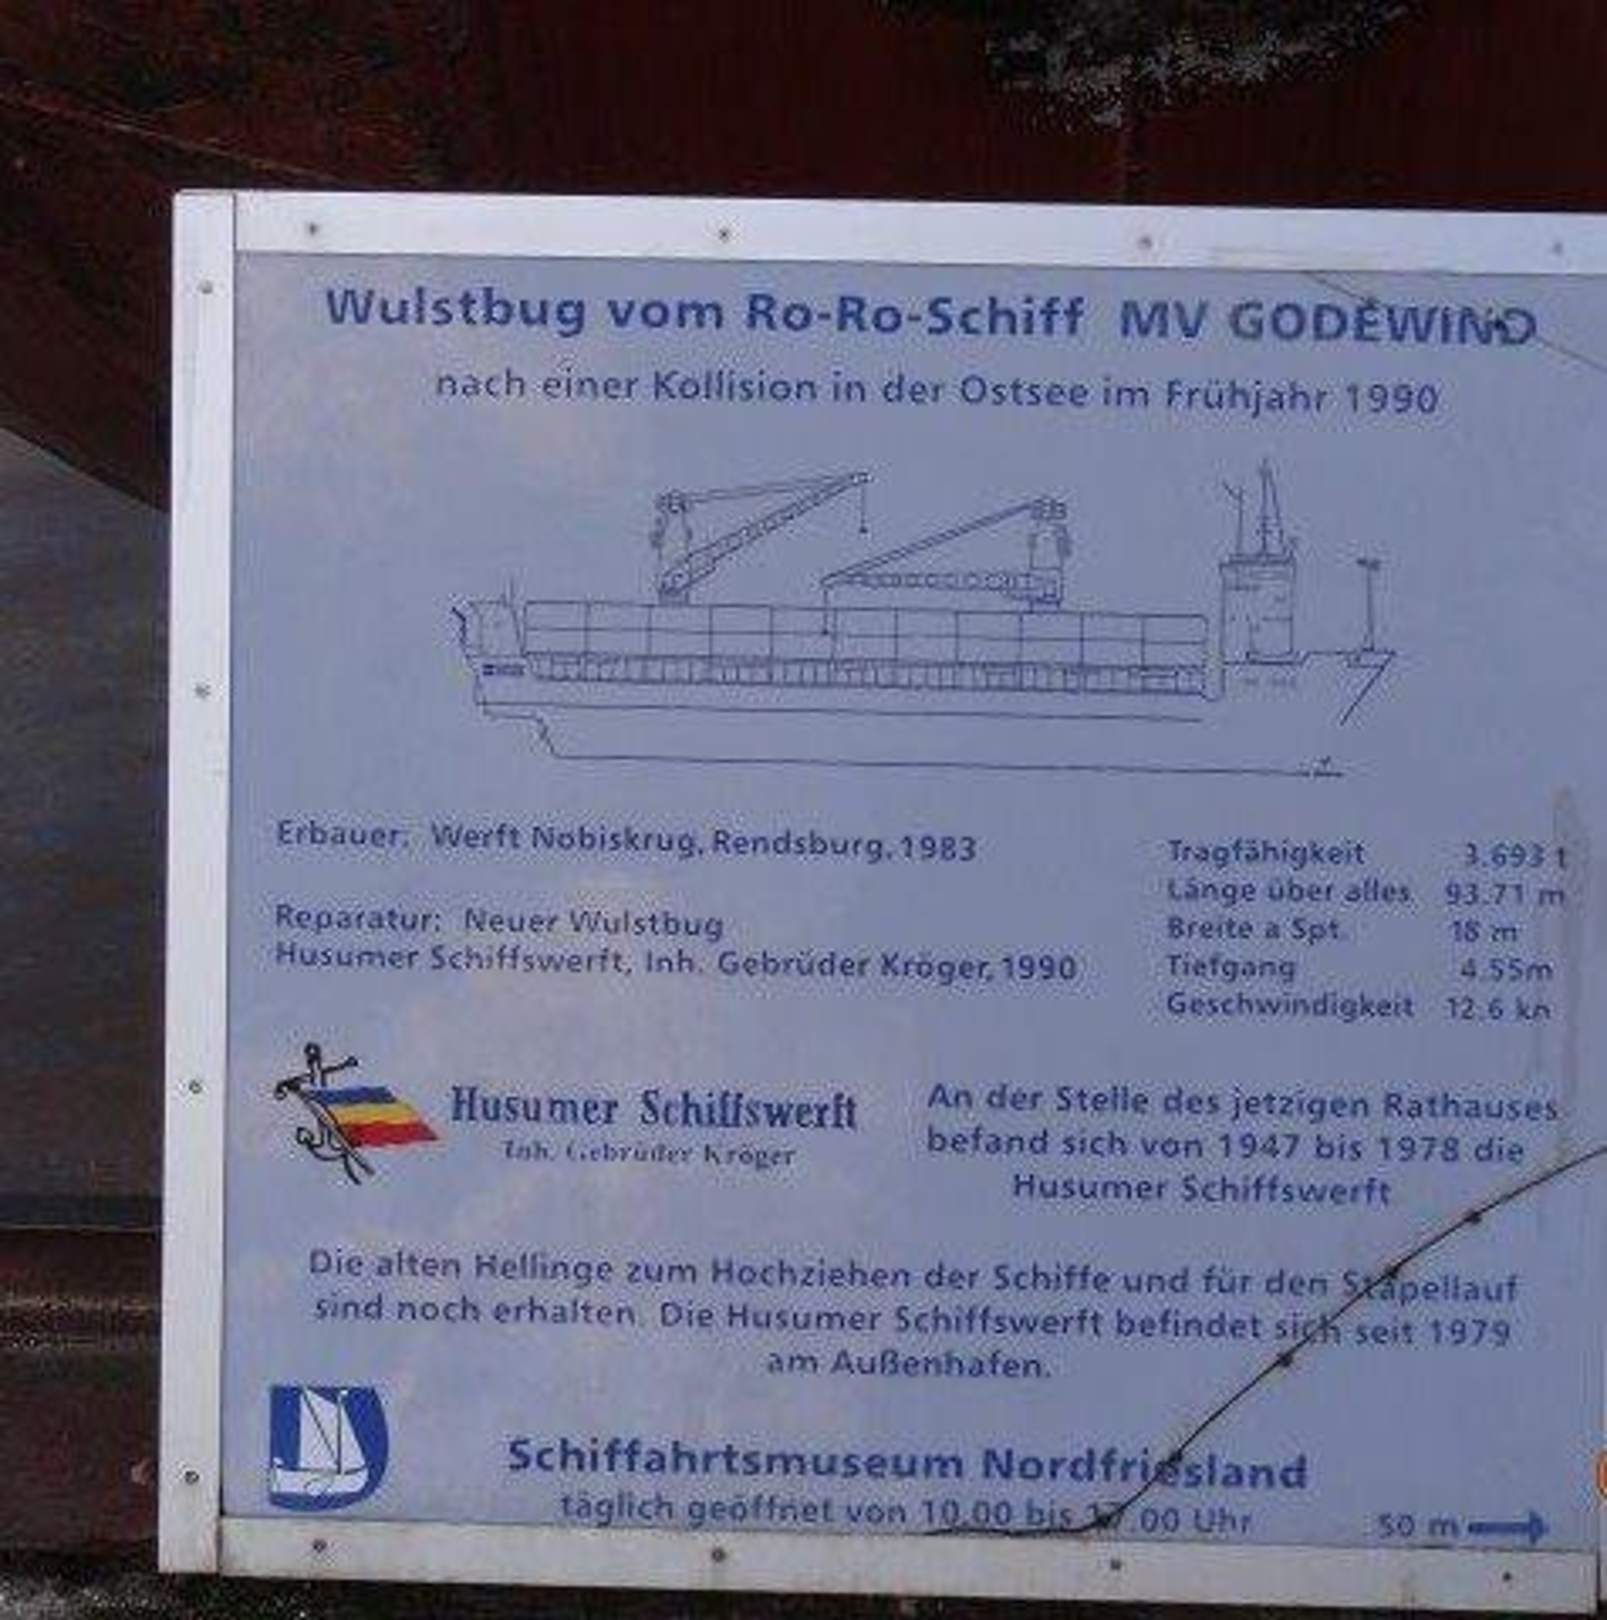 Wulstbug vom Ro-Ro-Schiff MV GODEWIND
nach einer Kollision in der Ostsee im Frühjahr 1990
Erbauer: Werft Nobiskrug, Rendsburg, 1983
Reparatur: Neuer Wulstbug
Husumer Schiffswerft, Inh. Gebrüder Kröger, 1990
Tragfähigkeit 3.693 t
Länge über alles 93.71 m
Breite a Spt. 18 m
Tiefgang 4.55m
Geschwindigkeit 12.6 kn
Husumer Schiffswerft
Inh. Gebrüder Kröger
An der Stelle des jetzigen Rathauses
befand sich von 1947 bis 1978 die
Husumer Schiffswerft
Die alten Hellinge zum Hochziehen der Schiffe und für den Stapellauf
sind noch erhalten. Die Husumer Schiffswerft befindet sich seit 1979
am Außenhafen.
Schiffahrtsmuseum Nordfriesland
täglich geöffnet von 10.00 bis 17.00 Uhr
50 m